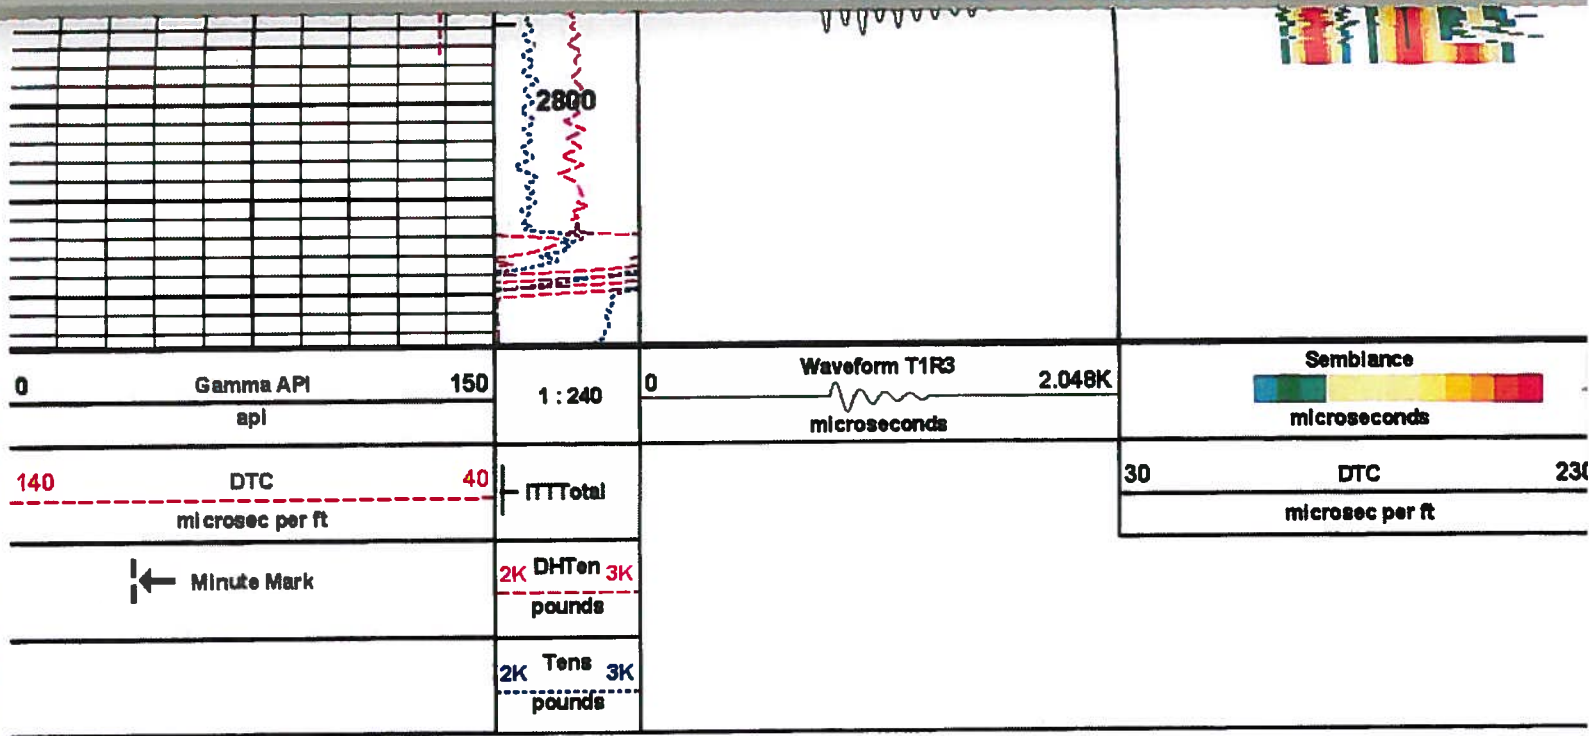 2800
0 Gamma API 150
api
1 : 240
0 Waveform T1R3 2.048K
microseconds
Semblance
microseconds
140 DTC 40
microsec per ft
ITTTotal
30 DTC 230
microsec per ft
Minute Mark
2K DHTen 3K
pounds
2K Tens 3K
pounds